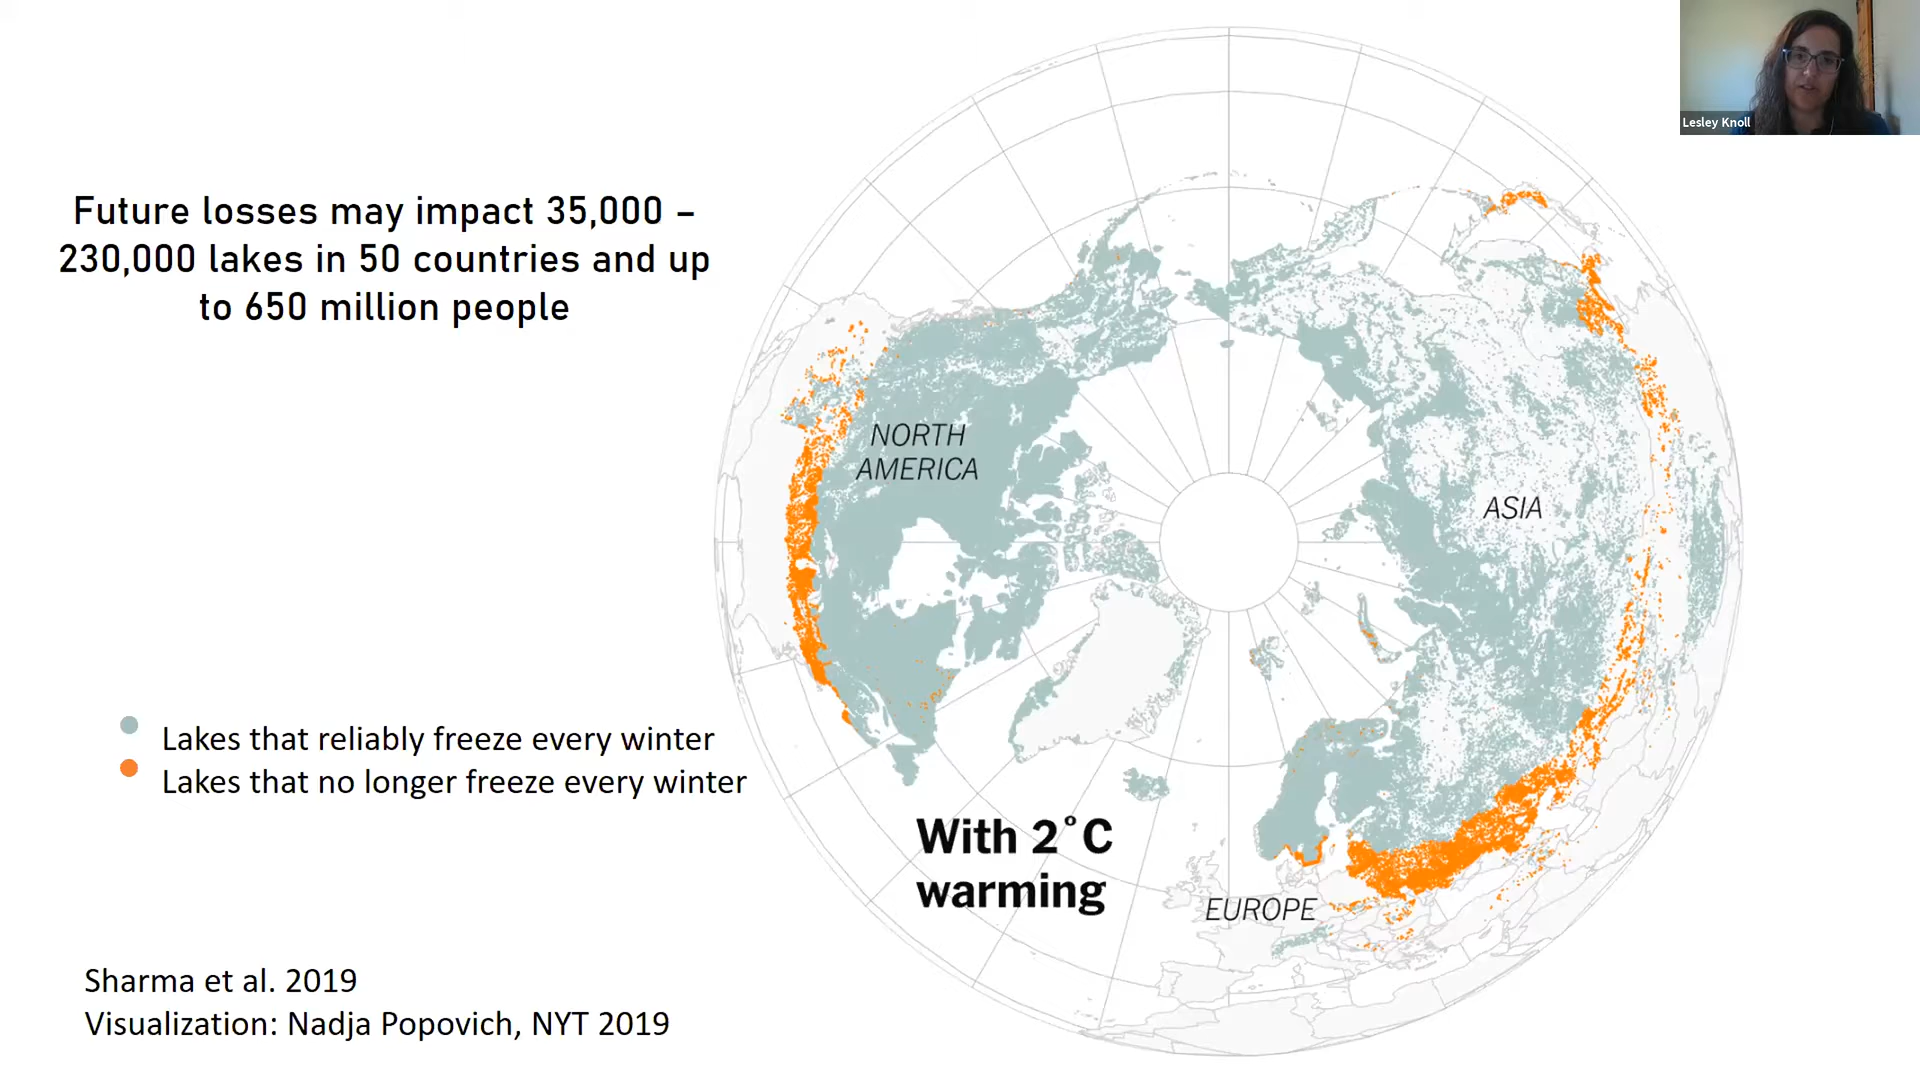 Lesley Knoll
Future losses may impact 35,000 –
230,000 lakes in 50 countries and up
to 650 million people
NORTH
AMERICA
ASIA
Lakes that reliably freeze every winter
Lakes that no longer freeze every winter
With 2°C
warming
EUROPE
Sharma et al. 2019
Visualization: Nadja Popovich, NYT 2019